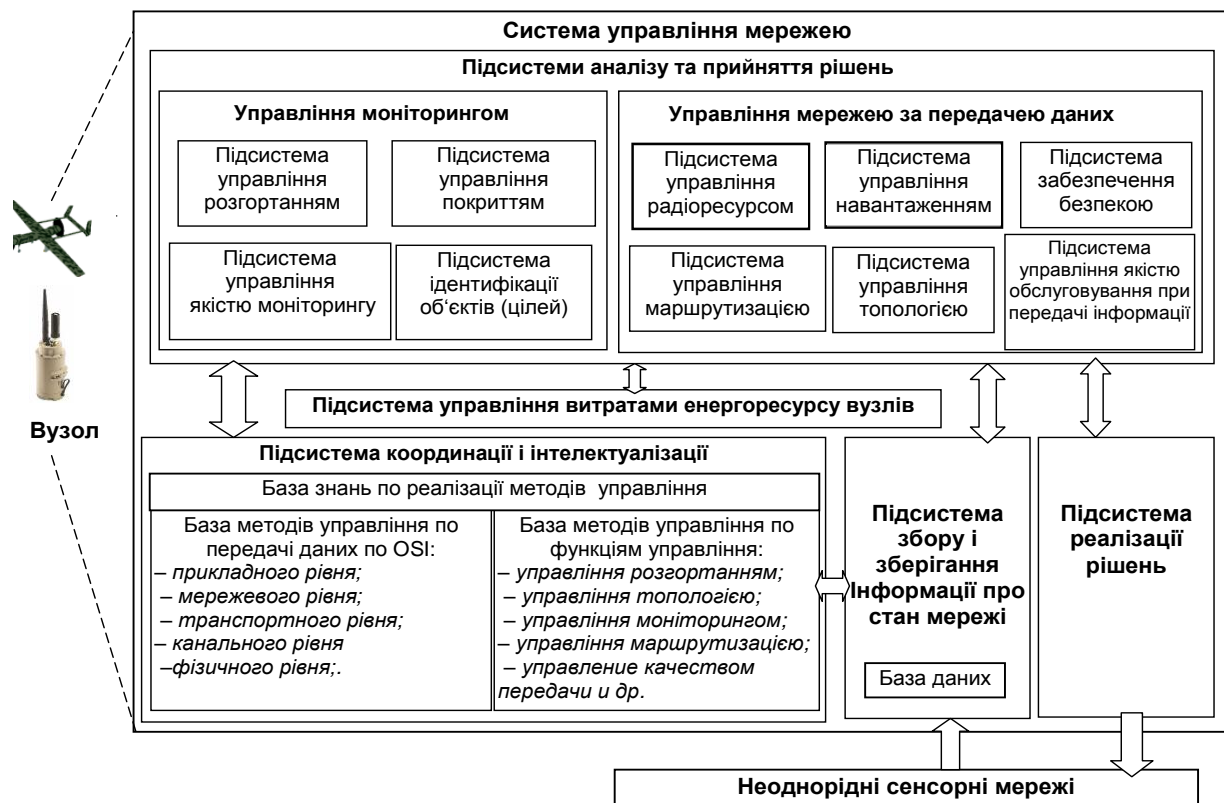 Система управління мережею
Підсистеми аналізу та прийняття рішень
Управління моніторингом
Підсистема
управління
розгортанням
Підсистема
управління
покриттям
Підсистема
управління
якістю моніторингу
Підсистема
ідентифікації
об‘єктів (цілей)
Управління мережею за передачею даних
Підсистема
управління
радіоресурсом
Підсистема
управління
навантаженням
Підсистема
забезпечення
безпекою
Підсистема
управління
маршрутизацією
Підсистема
управління
топологією
Підсистема
управління якістю
обслуговування при
передачі інформації
Вузол
Підсистема управління витратами енергоресурсу вузлів
Підсистема координації і інтелектуалізації
База знань по реалізації методів управління
База методів управління по
передачі даних по OSI:
– прикладного рівня;
– мережевого рівня;
– транспортного рівня;
– канального рівня
–фізичного рівня;.
База методів управління по
функціям управління:
– управління розгортанням;
– управління топологією;
– управління моніторингом;
– управління маршрутизацією;
– управление качеством
передачи и др.
Підсистема
збору і
зберігання
Інформації про
стан мережі
База даних
Підсистема
реалізації
рішень
Неоднорідні сенсорні мережі